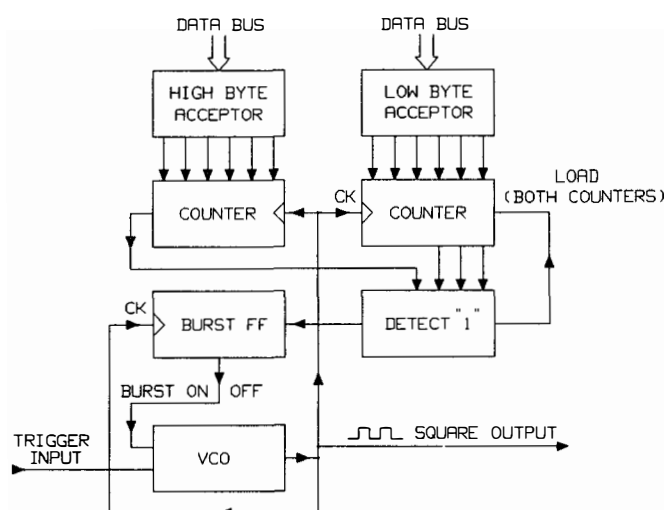 DATA BUS
DATA BUS
HIGH BYTE
ACCEPTOR
LOW BYTE
ACCEPTOR
LOAD
(BOTH COUNTERS)
COUNTER
CK
COUNTER
CK
BURST FF
DETECT "1"
BURST ON OFF
TRIGGER
INPUT
VCO
SQUARE OUTPUT